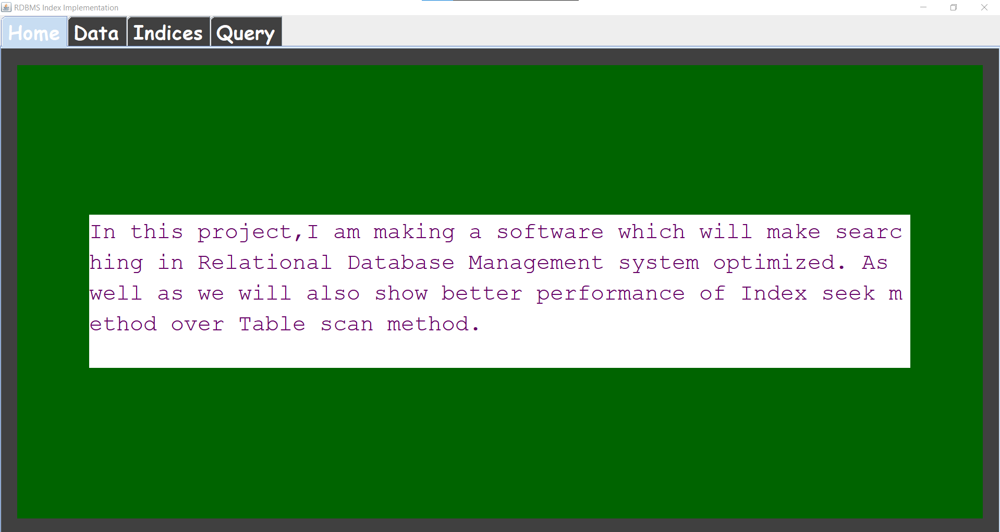 RDBMS Index Implementation
Home Data Indices Query
In this project,I am making a software which will make searc
hing in Relational Database Management system optimized. As
well as we will also show better performance of Index seek m
ethod over Table scan method.